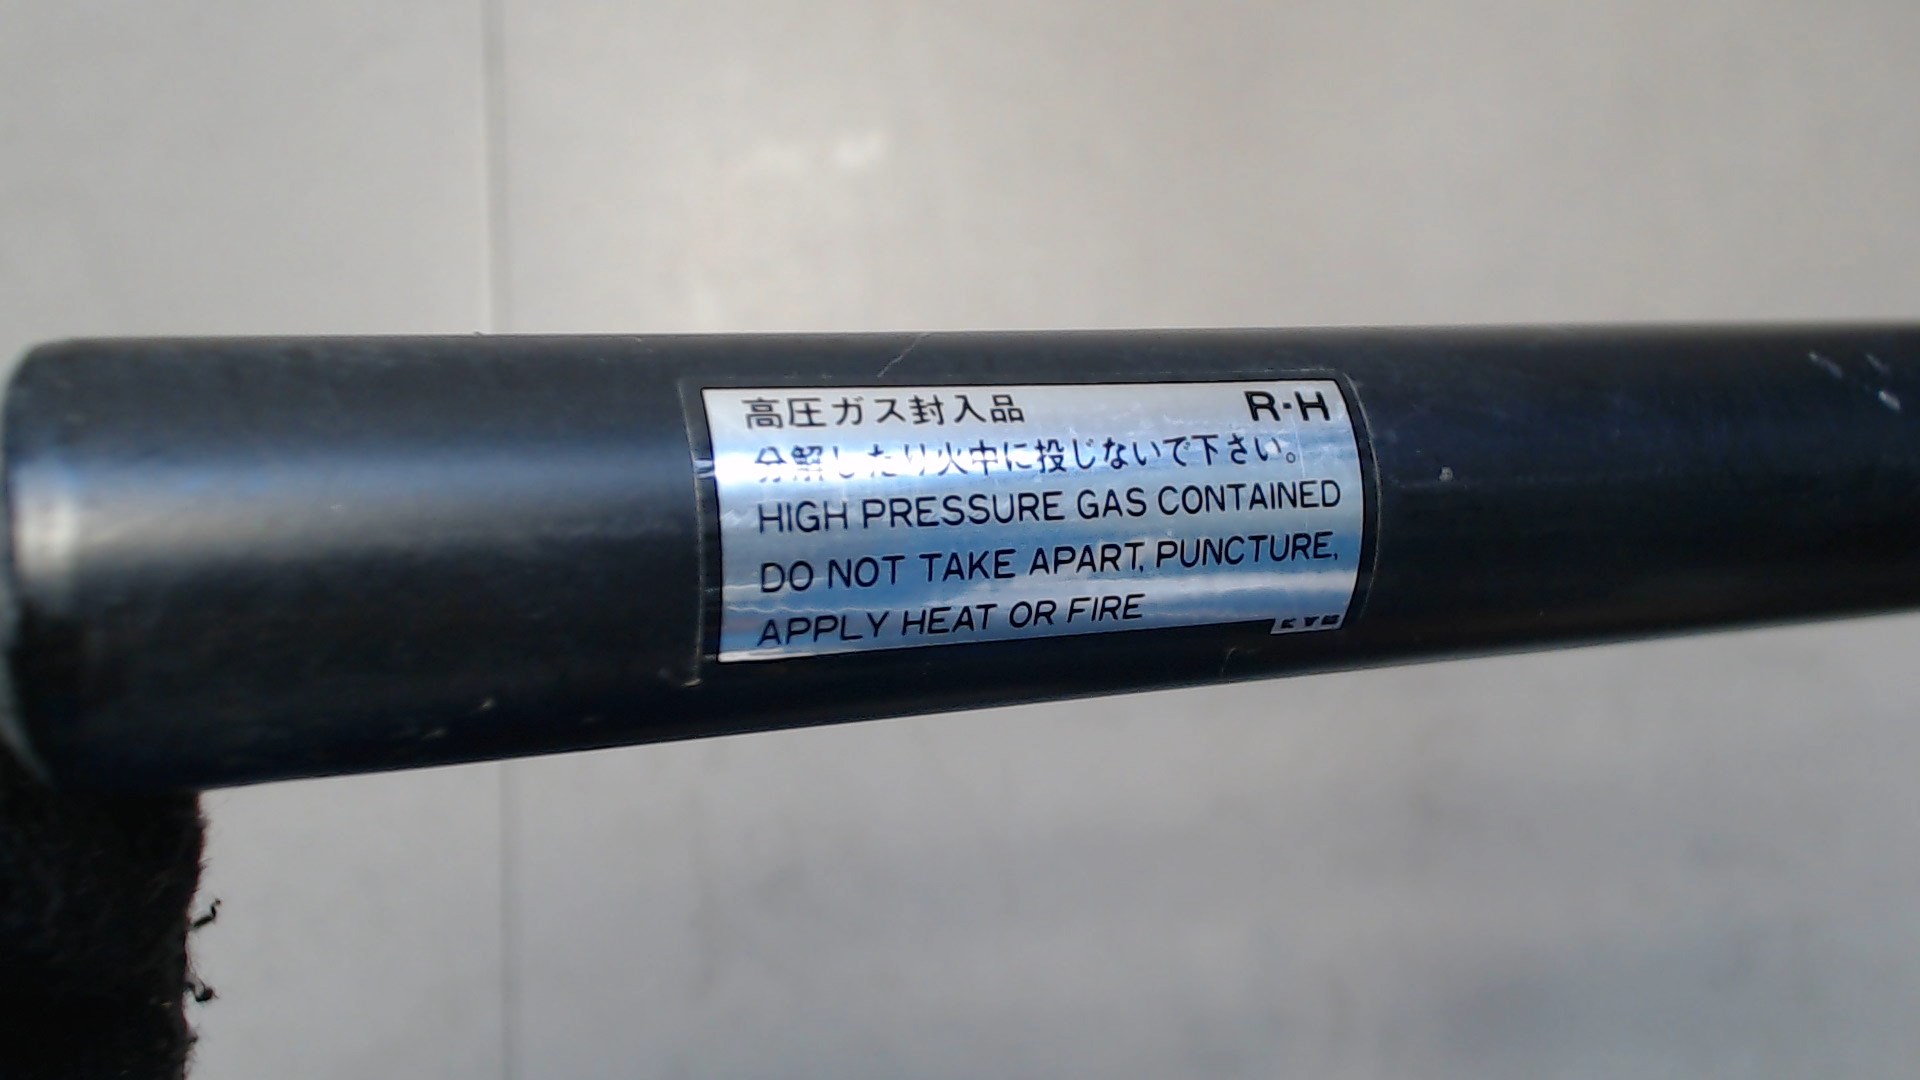 高圧ガス封入品 R·H
分解したり火中に投じないで下さい。
HIGH PRESSURE GAS CONTAINED
DO NOT TAKE APART, PUNCTURE,
APPLY HEAT OR FIRE